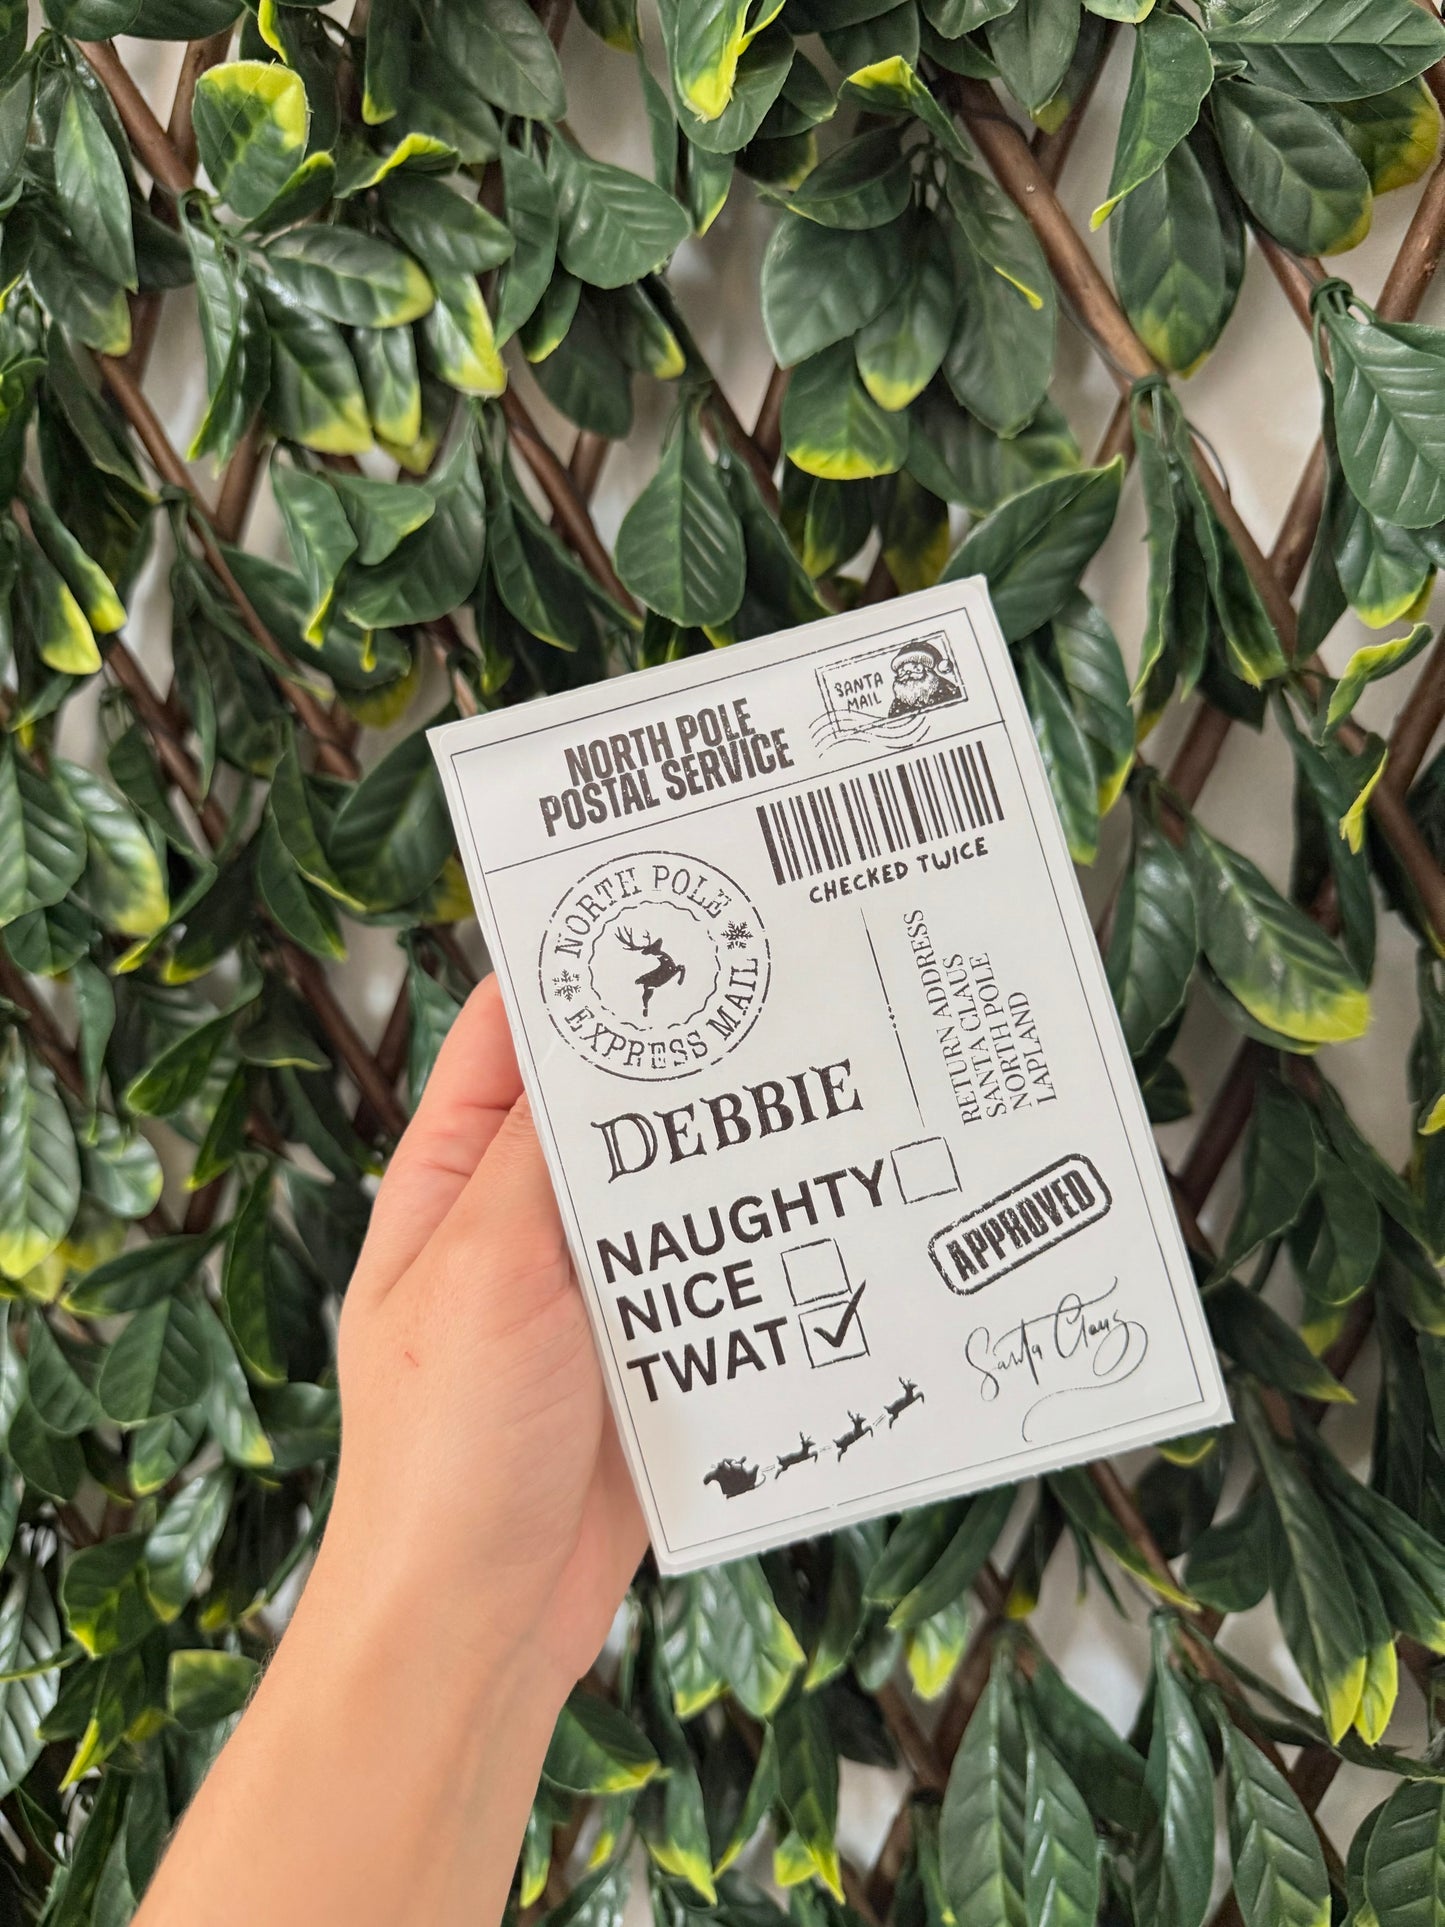 SANTA
MAIL
NORTH POLE
POSTAL SERVICE
CHECKED TWICE
NORTH POLE
EXPRESS MAIL
RETURN ADDRESS
SANTA CLAUS
NORTH POLE
LAPLAND
DEBBIE
NAUGHTY
NICE
TWAT
APPROVED
Santa Claus